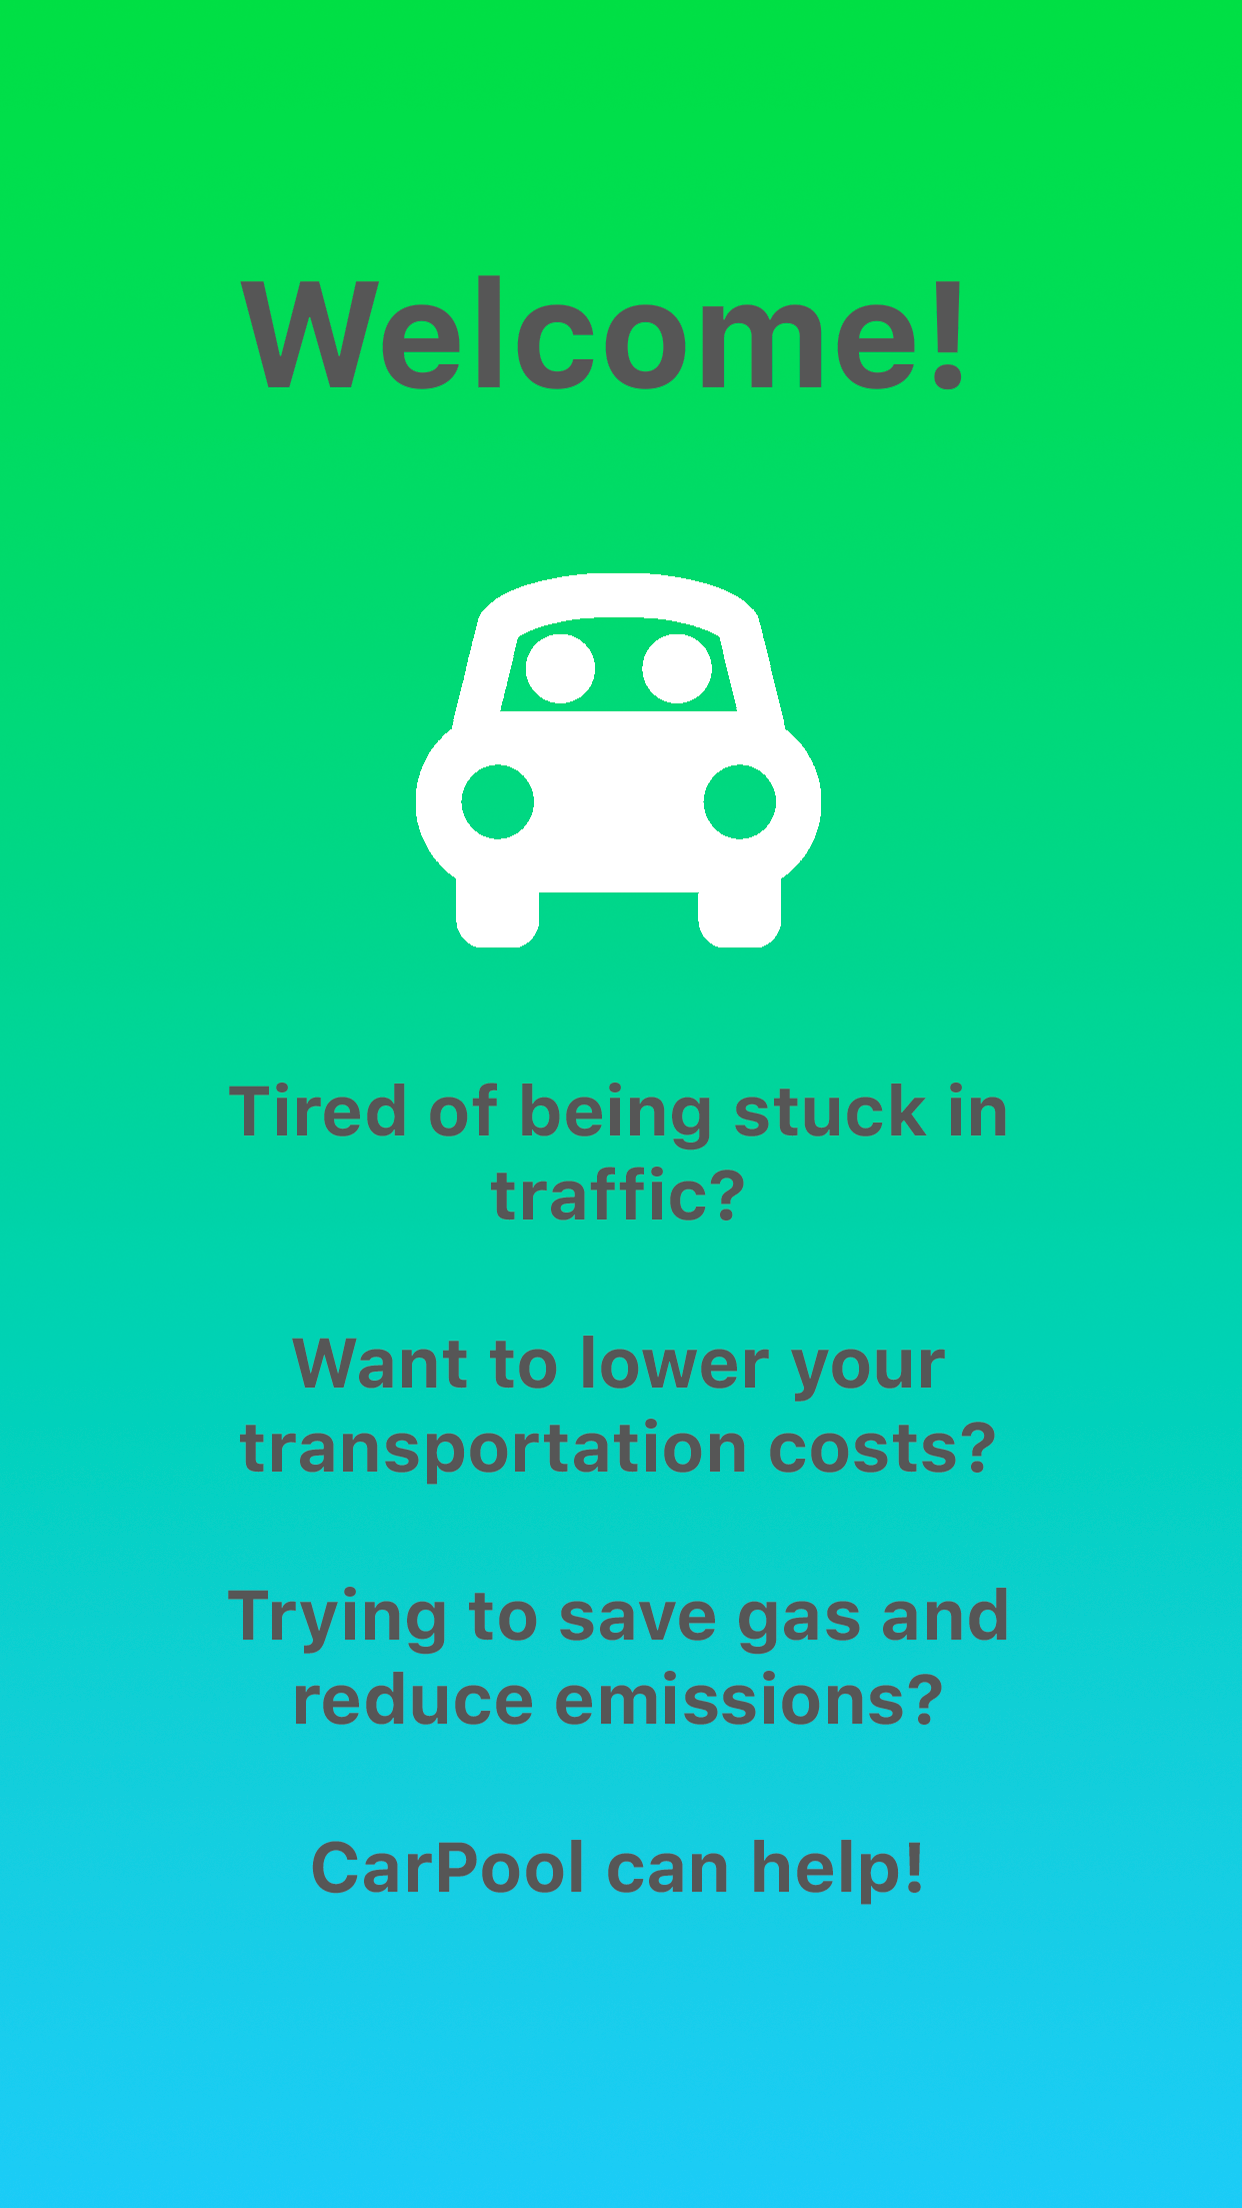 Welcome!
Tired of being stuck in
traffic?
Want to lower your
transportation costs?
Trying to save gas and
reduce emissions?
CarPool can help!